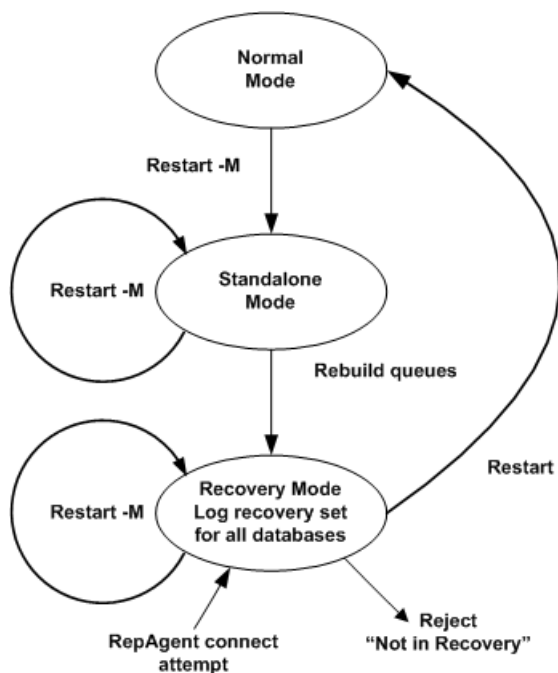 Normal
Mode
Restart -M
Restart -M
Standalone
Mode
Rebuild queues
Restart
Restart -M
Recovery Mode
Log recovery set
for all databases
RepAgent connect
attempt
Reject
“Not in Recovery”